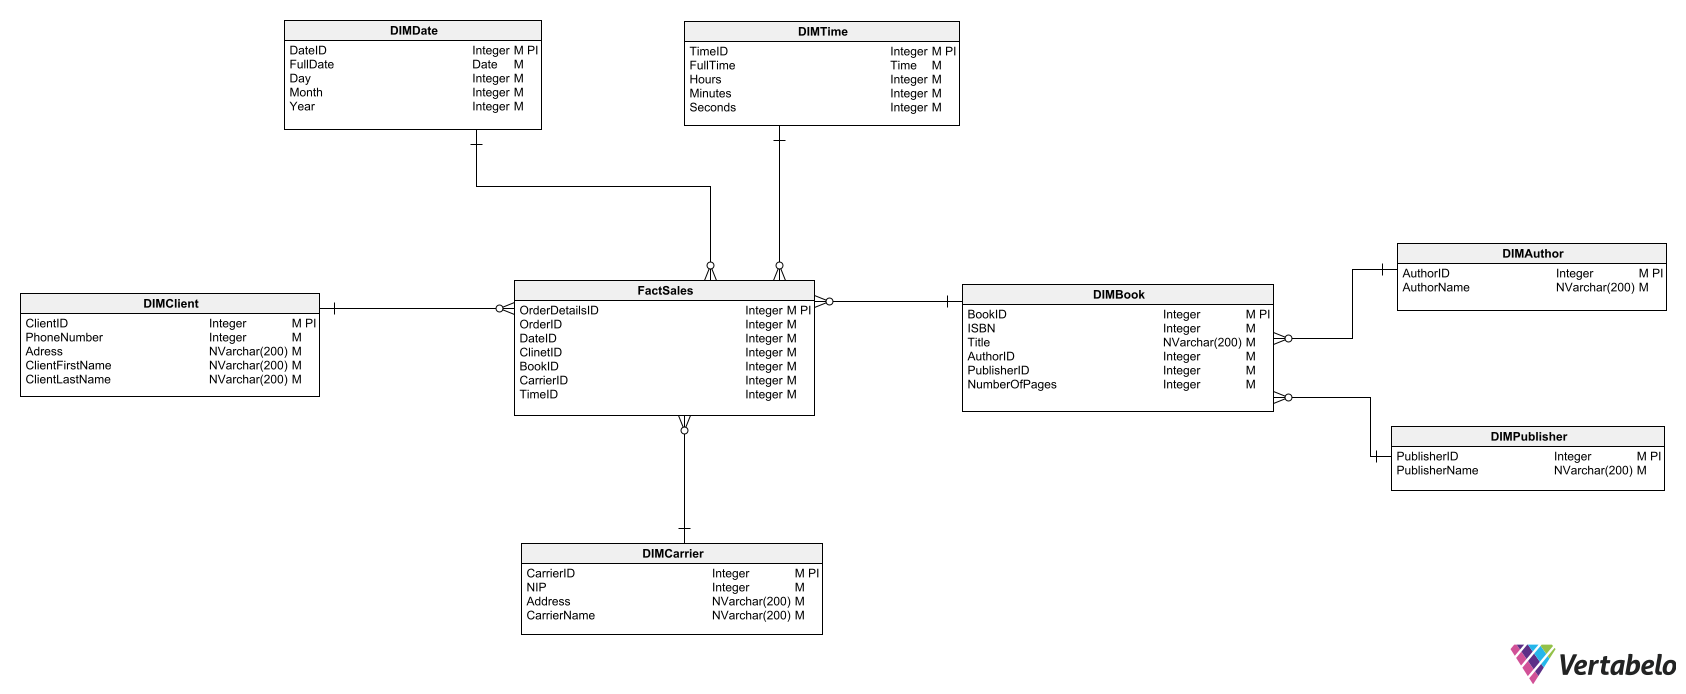 DIMDate
DateID Integer M PI
FullDate Date M
Day Integer M
Month Integer M
Year Integer M
DIMTime
TimeID Integer M PI
FullTime Time M
Hours Integer M
Minutes Integer M
Seconds Integer M
DIMClient
ClientID Integer M PI
PhoneNumber Integer M
Adress NVarchar(200) M
ClientFirstName NVarchar(200) M
ClientLastName NVarchar(200) M
FactSales
OrderDetailsID Integer M PI
OrderID Integer M
DateID Integer M
ClinetID Integer M
BookID Integer M
CarrierID Integer M
TimeID Integer M
DIMBook
BookID Integer M PI
ISBN Integer M
Title NVarchar(200) M
AuthorID Integer M
PublisherID Integer M
NumberOfPages Integer M
DIMAuthor
AuthorID Integer M PI
AuthorName NVarchar(200) M
DIMPublisher
PublisherID Integer M PI
PublisherName NVarchar(200) M
DIMCarrier
CarrierID Integer M PI
NIP Integer M
Address NVarchar(200) M
CarrierName NVarchar(200) M
Vertabelo